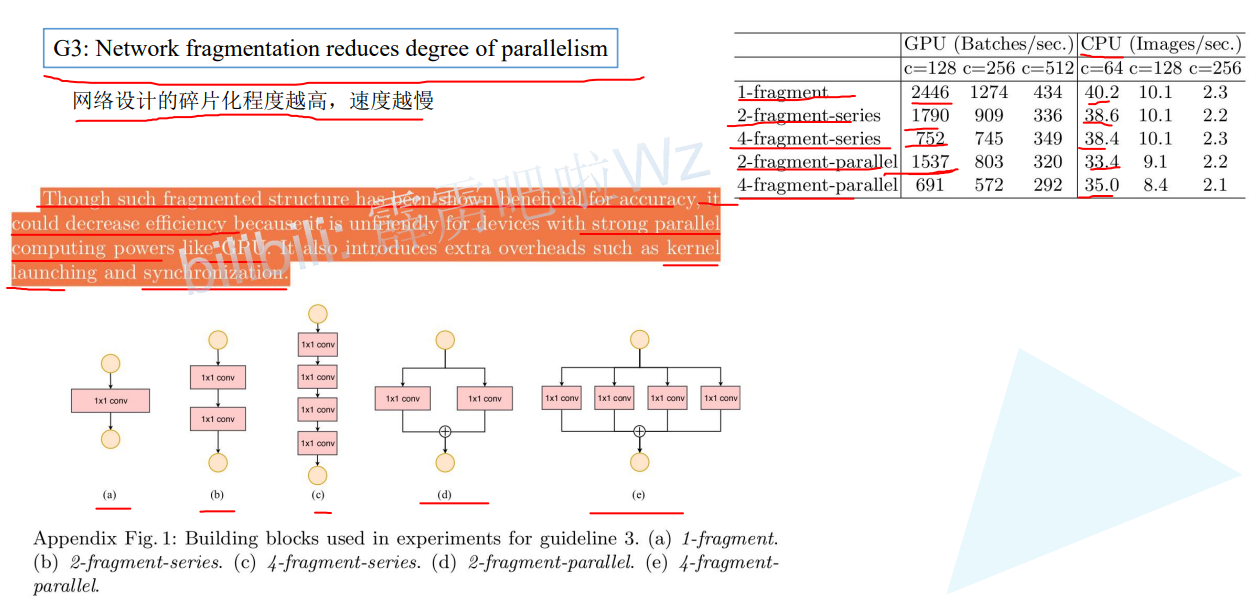 G3: Network fragmentation reduces degree of parallelism
网络设计的碎片化程度越高，速度越慢
GPU (Batches/sec.) CPU (Images/sec.)
c=128 c=256 c=512 c=64 c=128 c=256
1-fragment 2446 1274 434 40.2 10.1 2.3
2-fragment-series 1790 909 336 38.6 10.1 2.2
4-fragment-series 752 745 349 38.4 10.1 2.3
2-fragment-parallel 1537 803 320 33.4 9.1 2.2
4-fragment-parallel 691 572 292 35.0 8.4 2.1
Though such fragmented structure has been shown beneficial for accuracy, it
could decrease efficiency because it is unfriendly for devices with strong parallel
computing powers like GPU. It also introduces extra overheads such as kernel
launching and synchronization.
bilibili: 霹雳吧啦Wz
1x1 conv
1x1 conv
1x1 conv
1x1 conv
1x1 conv
1x1 conv
1x1 conv
1x1 conv
1x1 conv
1x1 conv
1x1 conv
1x1 conv
1x1 conv
(a) (b) (c) (d) (e)
Appendix Fig. 1: Building blocks used in experiments for guideline 3. (a) 1-fragment.
(b) 2-fragment-series. (c) 4-fragment-series. (d) 2-fragment-parallel. (e) 4-fragment-
parallel.